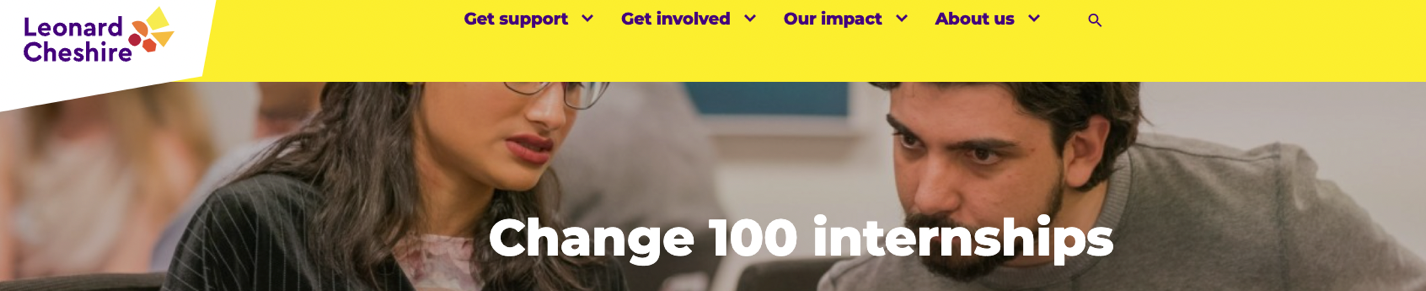 Leonard
Cheshire
Get support
Get involved
Our impact
About us
Change 100 internships